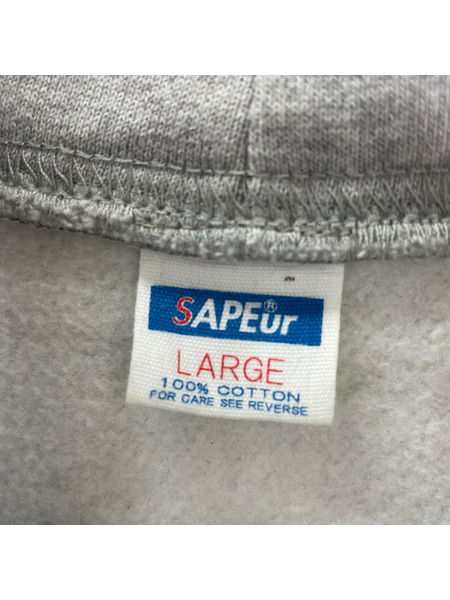 SAPEur®
LARGE
100% COTTON
FOR CARE SEE REVERSE